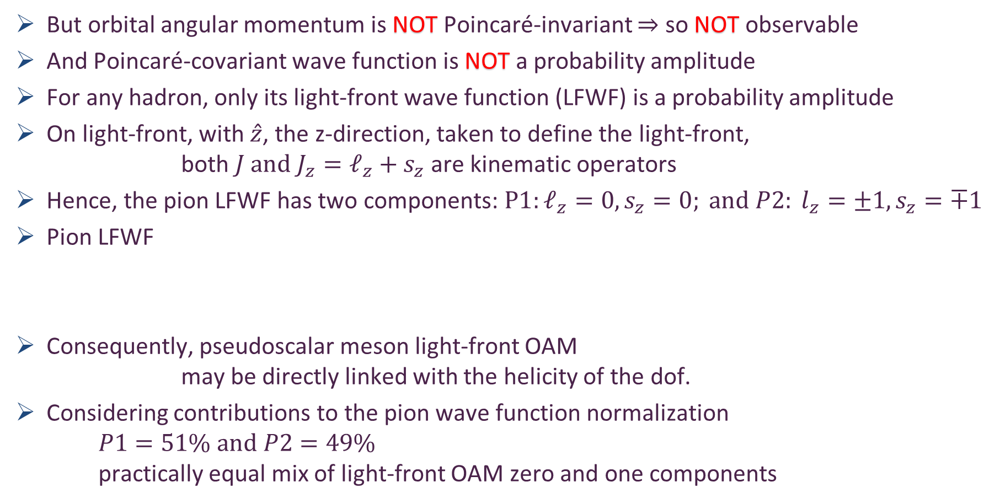 ➢ But orbital angular momentum is NOT Poincaré-invariant ⇒ so NOT observable
➢ And Poincaré-covariant wave function is NOT a probability amplitude
➢ For any hadron, only its light-front wave function (LFWF) is a probability amplitude
➢ On light-front, with ẑ, the z-direction, taken to define the light-front,
both J and J_z = ℓ_z + s_z are kinematic operators
➢ Hence, the pion LFWF has two components: P1: ℓ_z = 0, s_z = 0; and P2: l_z = ±1, s_z = ∓1
➢ Pion LFWF
➢ Consequently, pseudoscalar meson light-front OAM
may be directly linked with the helicity of the dof.
➢ Considering contributions to the pion wave function normalization
P1 = 51% and P2 = 49%
practically equal mix of light-front OAM zero and one components